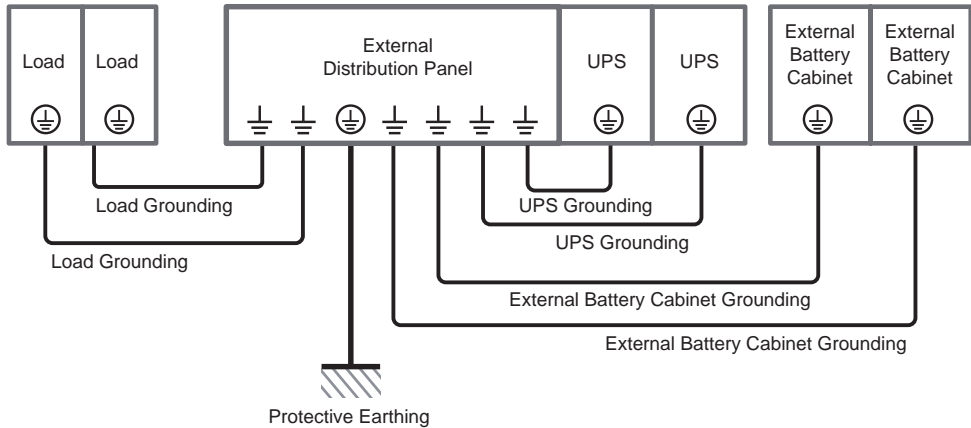 Load
Load
External
Distribution Panel
UPS
UPS
External
Battery
Cabinet
External
Battery
Cabinet
Load Grounding
UPS Grounding
UPS Grounding
Load Grounding
External Battery Cabinet Grounding
External Battery Cabinet Grounding
Protective Earthing